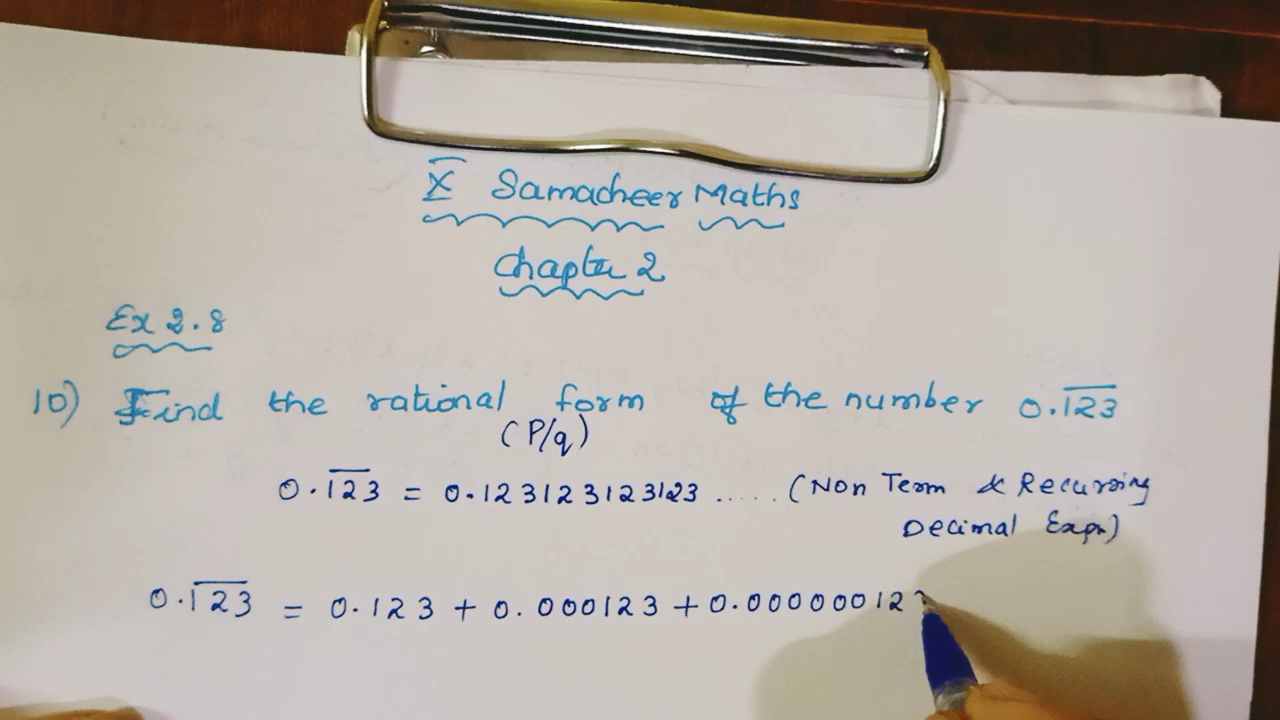 X Samacheer Maths
Chapter 2
Ex 2.8
10) Find the rational form of the number 0.1̅2̅3̅
(P/q)
0.1̅2̅3 = 0.123123123123 ..... (Non Term & Recurring
Decimal Expn)
0.1̅2̅3̅ = 0.123 + 0.000123 + 0.000000123